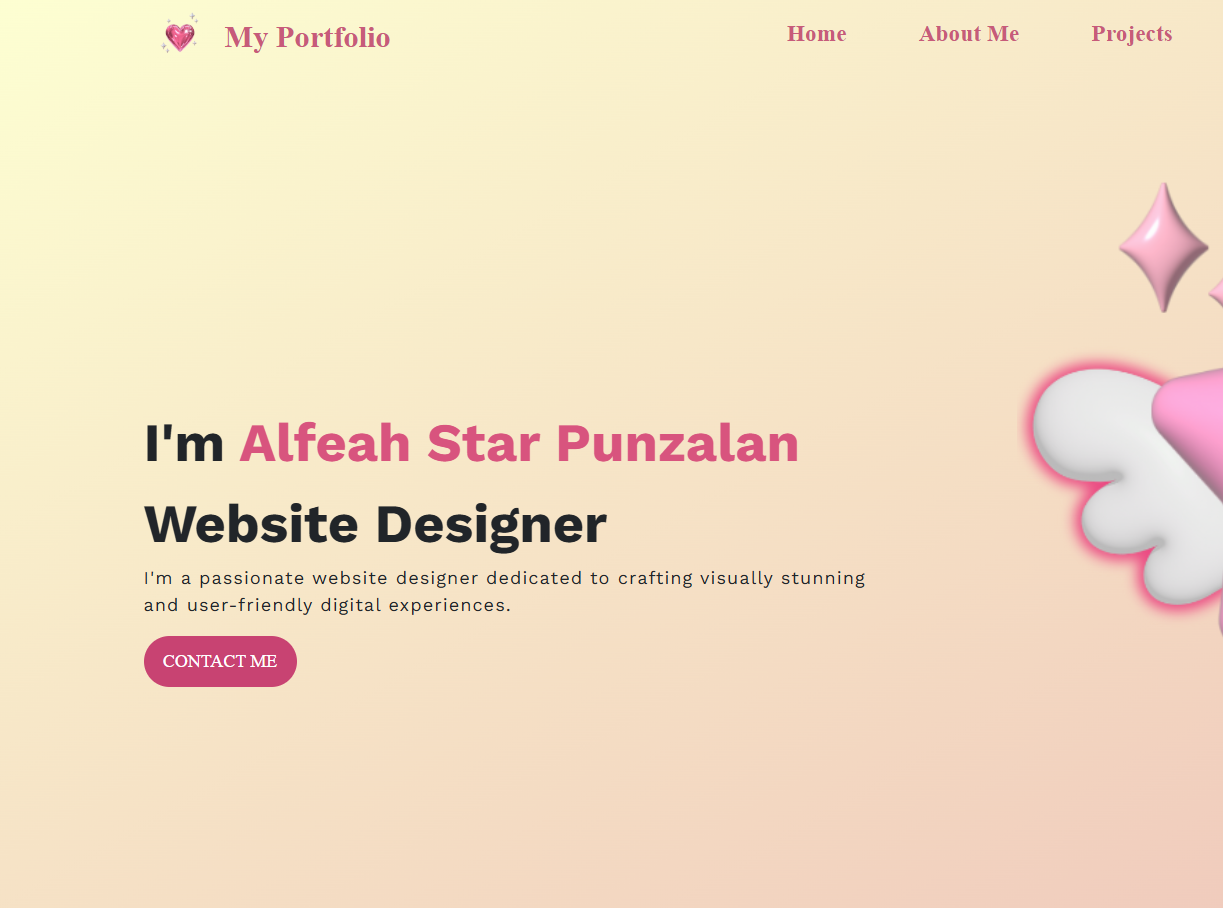 My Portfolio
Home
About Me
Projects
I'm Alfeah Star Punzalan
Website Designer
I'm a passionate website designer dedicated to crafting visually stunning
and user-friendly digital experiences.
CONTACT ME